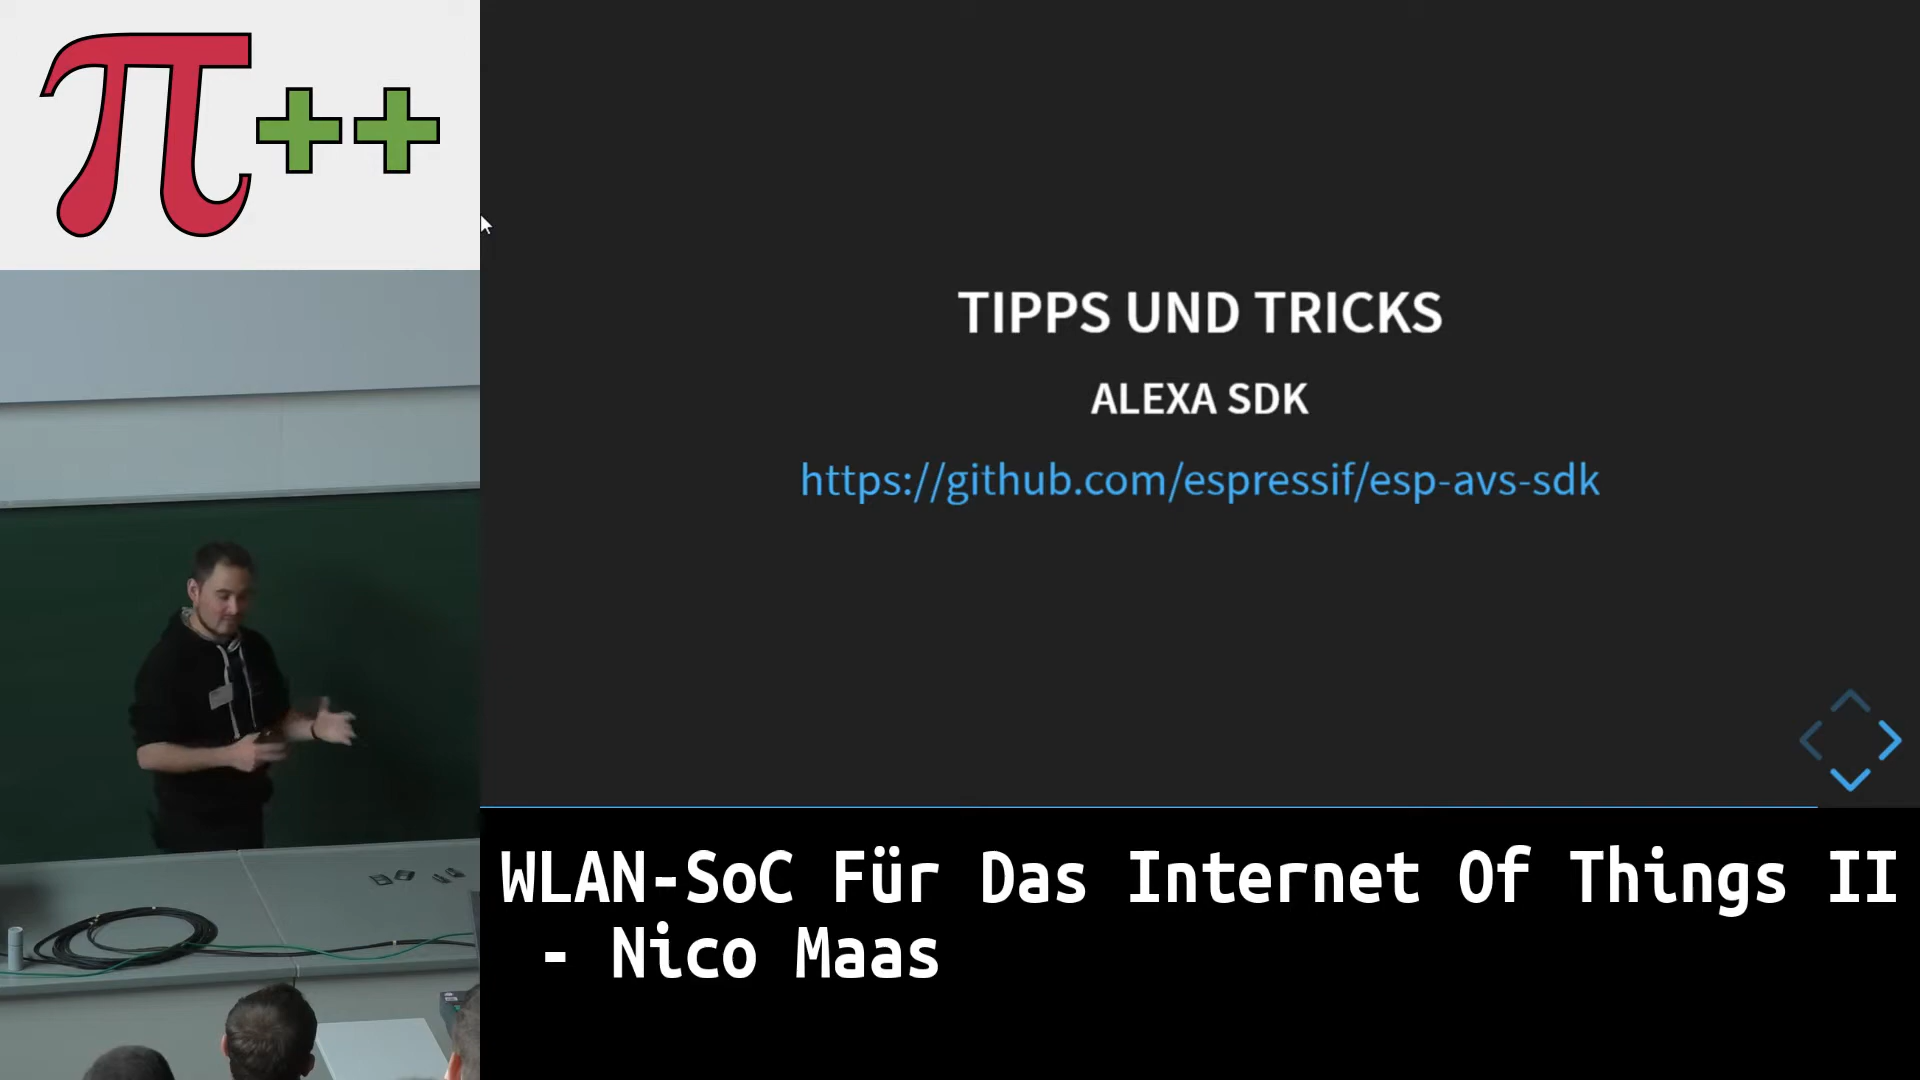 π++
TIPPS UND TRICKS
ALEXA SDK
https://github.com/espressif/esp-avs-sdk
WLAN-SoC Für Das Internet Of Things II
- Nico Maas